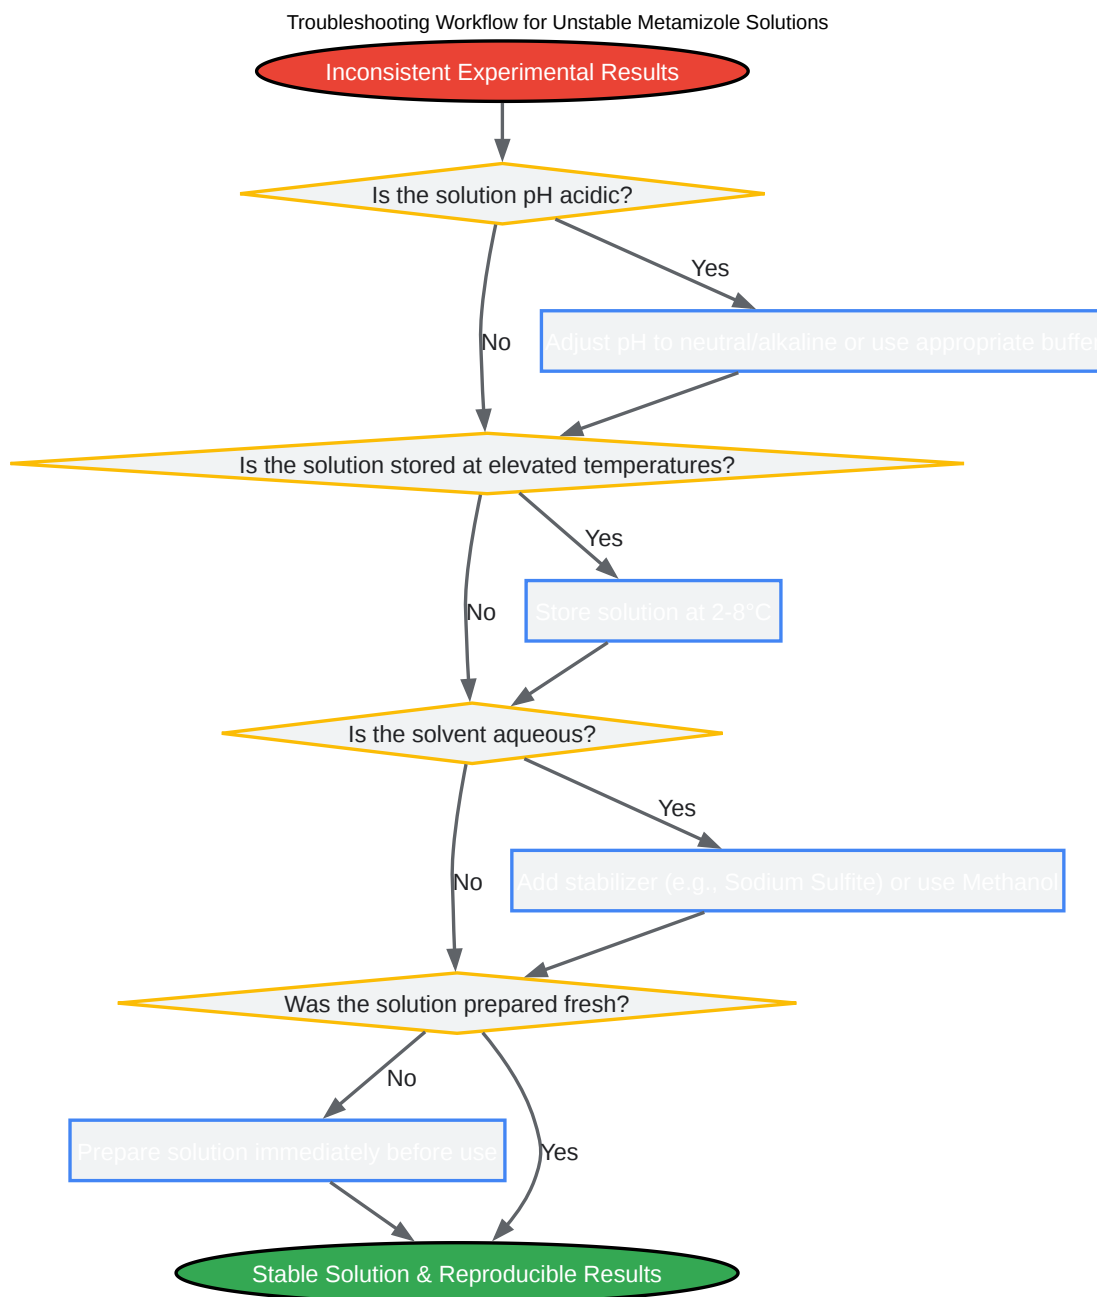 Troubleshooting Workflow for Unstable Metamizole Solutions
Inconsistent Experimental Results
Is the solution pH acidic?
Yes
No
Adjust pH to neutral/alkaline or use appropriate buffer
Is the solution stored at elevated temperatures?
Yes
No
Store solution at 2-8°C
Is the solvent aqueous?
Yes
No
Add stabilizer (e.g., Sodium Sulfite) or use Methanol
Was the solution prepared fresh?
No
Prepare solution immediately before use
Yes
Stable Solution & Reproducible Results